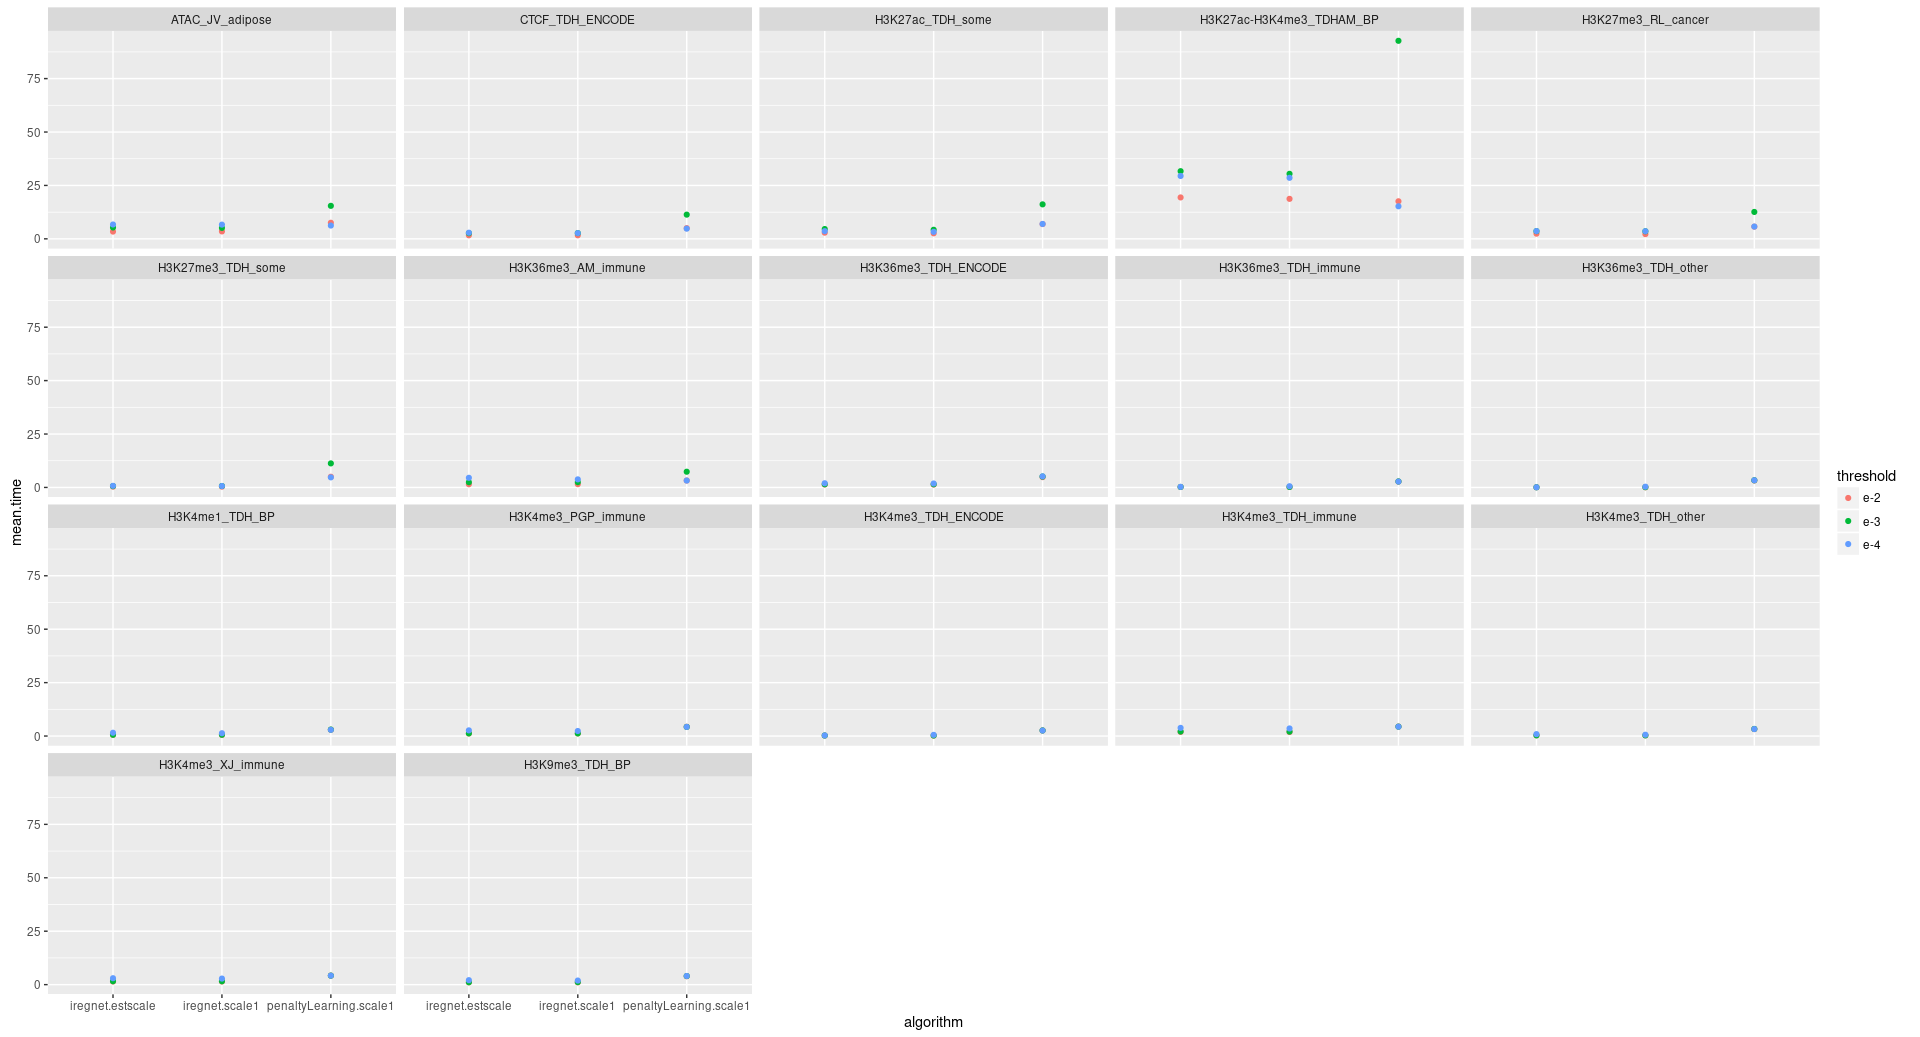 ATAC_JV_adipose CTCF_TDH_ENCODE H3K27ac_TDH_some H3K27ac-H3K4me3_TDHAM_BP H3K27me3_RL_cancer
75
50
25
0
H3K27me3_TDH_some H3K36me3_AM_immune H3K36me3_TDH_ENCODE H3K36me3_TDH_immune H3K36me3_TDH_other
75
50
25
0
mean.time
threshold
e-2
e-3
e-4
H3K4me1_TDH_BP H3K4me3_PGP_immune H3K4me3_TDH_ENCODE H3K4me3_TDH_immune H3K4me3_TDH_other
75
50
25
0
H3K4me3_XJ_immune H3K9me3_TDH_BP
75
50
25
0
iregnet.estscale iregnet.scale1 penaltyLearning.scale1 iregnet.estscale iregnet.scale1 penaltyLearning.scale1
algorithm